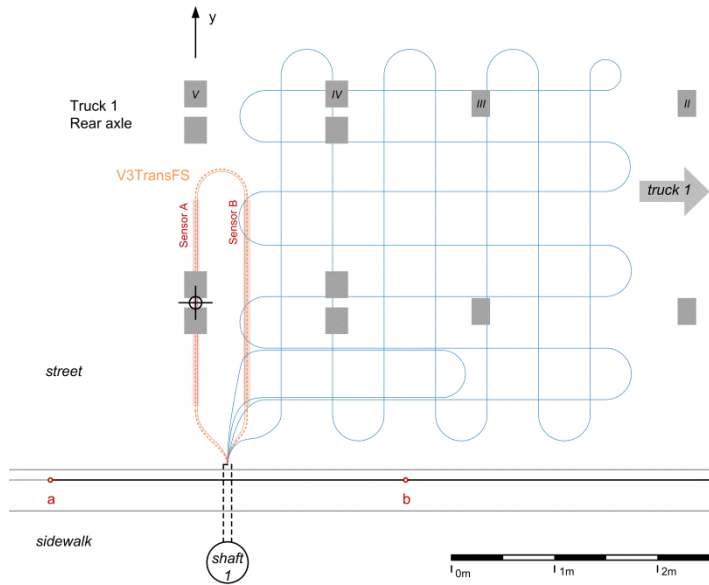 y
V
IV
III
II
Truck 1
Rear axle
V3TransFS
Sensor A
Sensor B
truck 1
street
a
b
sidewalk
shaft
1
0m
1m
2m